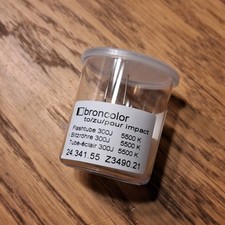 broncolor
to/zu/pour impact
Flashtube 300J 5500 K
Blitzröhre 300J 5500 K
Tube-éclair 300J 5500 K
24.341.55 Z3490.21